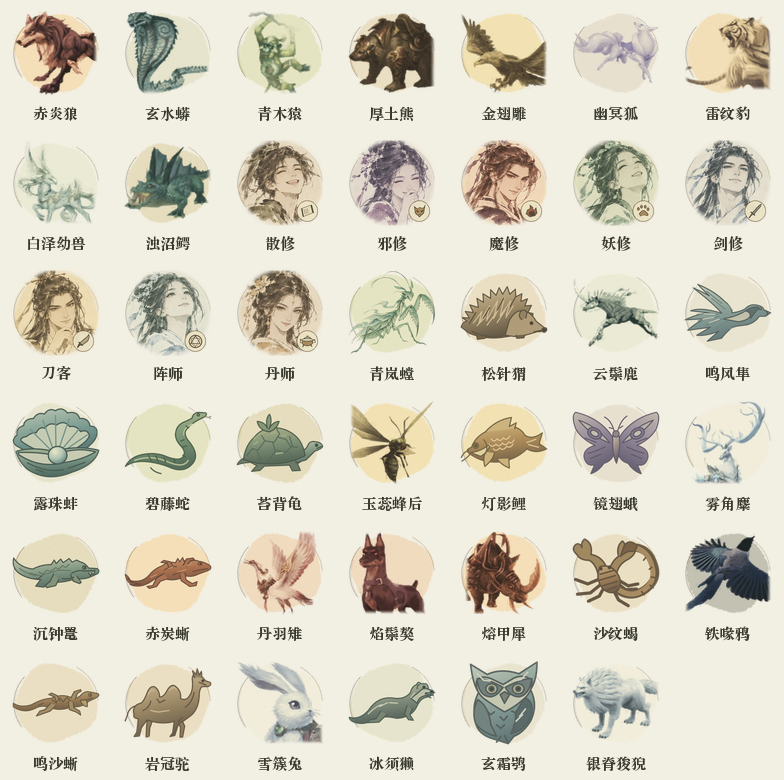 赤炎狼 玄水蟒 青木猿 厚土熊 金翅雕 幽冥狐 雷纹豹
白泽幼兽 浊沼鳄 散修 邪修 魔修 妖修 剑修
刀客 阵师 丹师 青岚螳 松针猬 云鬃鹿 鸣风隼
露珠蚌 碧藤蛇 苔背龟 玉蕊蜂后 灯影鲤 镜翅蛾 雾角麋
沉钟鼍 赤炭蜥 丹羽雉 焰鬃獒 熔甲犀 沙纹蝎 铁喙鸦
鸣沙蜥 岩冠驼 雪簇兔 冰须獭 玄霜鸮 银脊狻猊